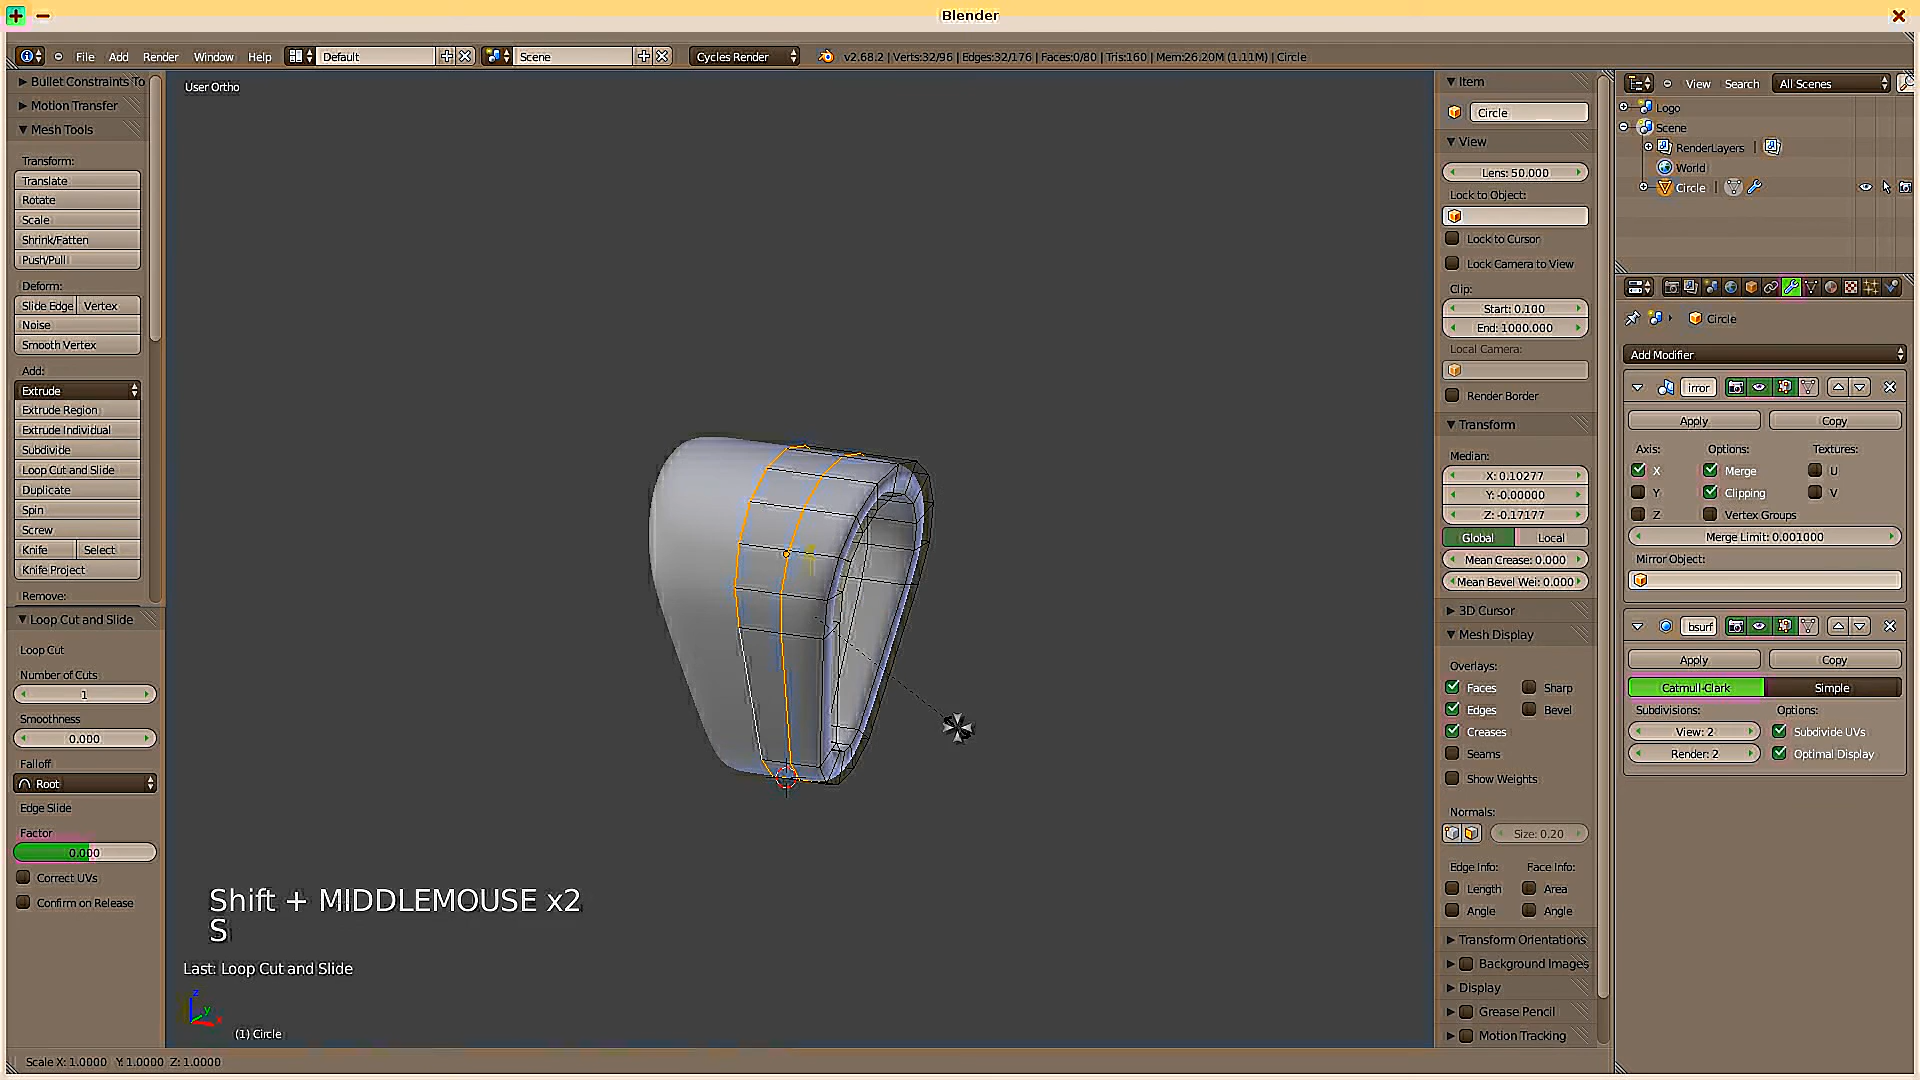 Blender
File Add Render Window Help Default Scene Cycles Render v2.68.2 | Verts:32/96 | Edges:32/176 | Faces:0/80 | Tris:160 | Mem:26.20M (1.11M) | Circle
Bullet Constraints To
Motion Transfer
Mesh Tools
Transform:
Translate
Rotate
Scale
Shrink/Fatten
Push/Pull
Deform:
Slide Edge Vertex
Noise
Smooth Vertex
Add:
Extrude
Extrude Region
Extrude Individual
Subdivide
Loop Cut and Slide
Duplicate
Spin
Screw
Knife Select
Knife Project
Remove:
Loop Cut and Slide
Loop Cut
Number of Cuts
1
Smoothness
0.000
Falloff
Root
Edge Slide
Factor
0.000
Correct UVs
Confirm on Release
User Ortho
Shift + MIDDLEMOUSE x2
S
Last: Loop Cut and Slide
z
y
x
(1) Circle
Scale X: 1.0000 Y: 1.0000 Z: 1.0000
Item
Circle
View
Lens: 50.000
Lock to Object:
Lock to Cursor
Lock Camera to View
Clip:
Start: 0.100
End: 1000.000
Local Camera:
Render Border
Transform
Median:
X: 0.10277
Y: -0.00000
Z: -0.17177
Global Local
Mean Crease: 0.000
Mean Bevel Wei: 0.000
3D Cursor
Mesh Display
Overlays:
Faces Sharp
Edges Bevel
Creases
Seams
Show Weights
Normals:
Size: 0.20
Edge Info: Face Info:
Length Area
Angle Angle
Transform Orientations
Background Images
Display
Grease Pencil
Motion Tracking
View Search All Scenes
Logo
Scene
RenderLayers |
World
Circle |
Circle
Add Modifier
irror
Apply Copy
Axis: Options: Textures:
X Merge U
Y Clipping V
Z Vertex Groups
Merge Limit: 0.001000
Mirror Object:
bsurf
Apply Copy
Catmull-Clark Simple
Subdivisions: Options:
View: 2 Subdivide UVs
Render: 2 Optimal Display